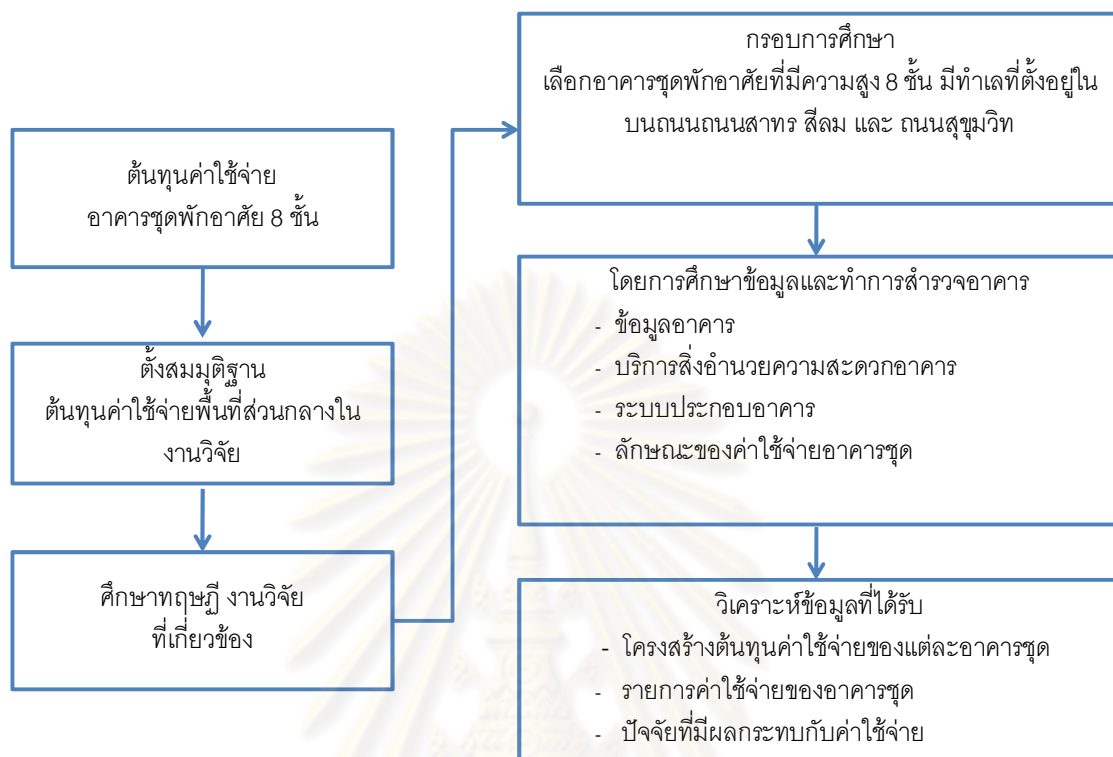 ต้นทุนค่าใช้จ่าย
อาคารชุดพักอาศัย 8 ชั้น
ตั้งสมมุติฐาน
ต้นทุนค่าใช้จ่ายพื้นที่ส่วนกลางใน
งานวิจัย
ศึกษาทฤษฏี งานวิจัย
ที่เกี่ยวข้อง
กรอบการศึกษา
เลือกอาคารชุดพักอาศัยที่มีความสูง 8 ชั้น มีทำเลที่ตั้งอยู่ใน
บนถนนถนนสาทร สีลม และ ถนนสุขุมวิท
โดยการศึกษาข้อมูลและทำการสำรวจอาคาร
- ข้อมูลอาคาร
- บริการสิ่งอำนวยความสะดวกอาคาร
- ระบบประกอบอาคาร
- ลักษณะของค่าใช้จ่ายอาคารชุด
วิเคราะห์ข้อมูลที่ได้รับ
- โครงสร้างต้นทุนค่าใช้จ่ายของแต่ละอาคารชุด
- รายการค่าใช้จ่ายของอาคารชุด
- ปัจจัยที่มีผลกระทบกับค่าใช้จ่าย